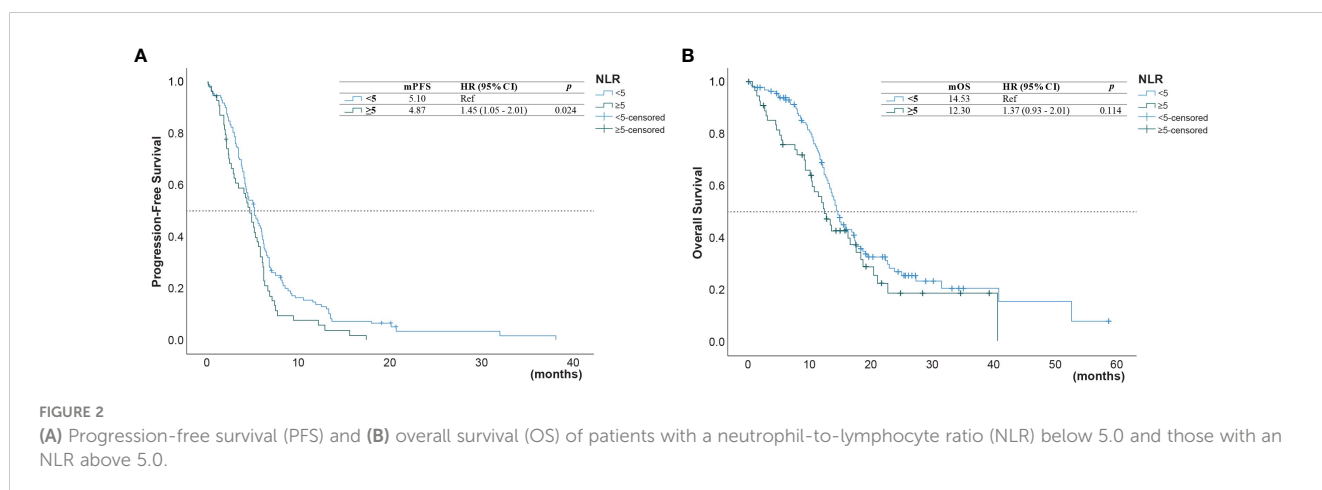 A
mPFS HR (95% CI) p
<5 5.10 Ref
≥5 4.87 1.45 (1.05 - 2.01) 0.024
NLR
<5
≥5
<5-censored
≥5-censored
Progression-Free Survival
1.0
0.8
0.6
0.4
0.2
0.0
0 10 20 30 40
(months)
B
mOS HR (95% CI) p
<5 14.53 Ref
≥5 12.30 1.37 (0.93 - 2.01) 0.114
NLR
<5
≥5
<5-censored
≥5-censored
Overall Survival
1.0
0.8
0.6
0.4
0.2
0.0
0 10 20 30 40 50 60
(months)
FIGURE 2
(A) Progression-free survival (PFS) and (B) overall survival (OS) of patients with a neutrophil-to-lymphocyte ratio (NLR) below 5.0 and those with an
NLR above 5.0.